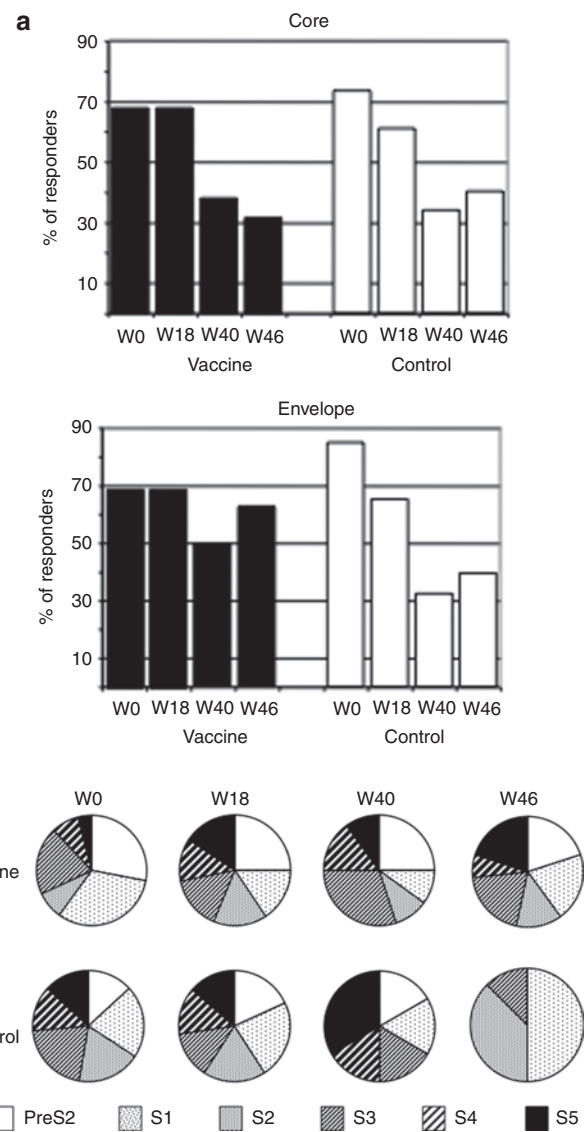 a
Core
% of responders
90
70
50
30
10
W0 W18 W40 W46 W0 W18 W40 W46
Vaccine Control
Envelope
% of responders
90
70
50
30
10
W0 W18 W40 W46 W0 W18 W40 W46
Vaccine Control
W0 W18 W40 W46
ne
rol
PreS2 S1 S2 S3 S4 S5